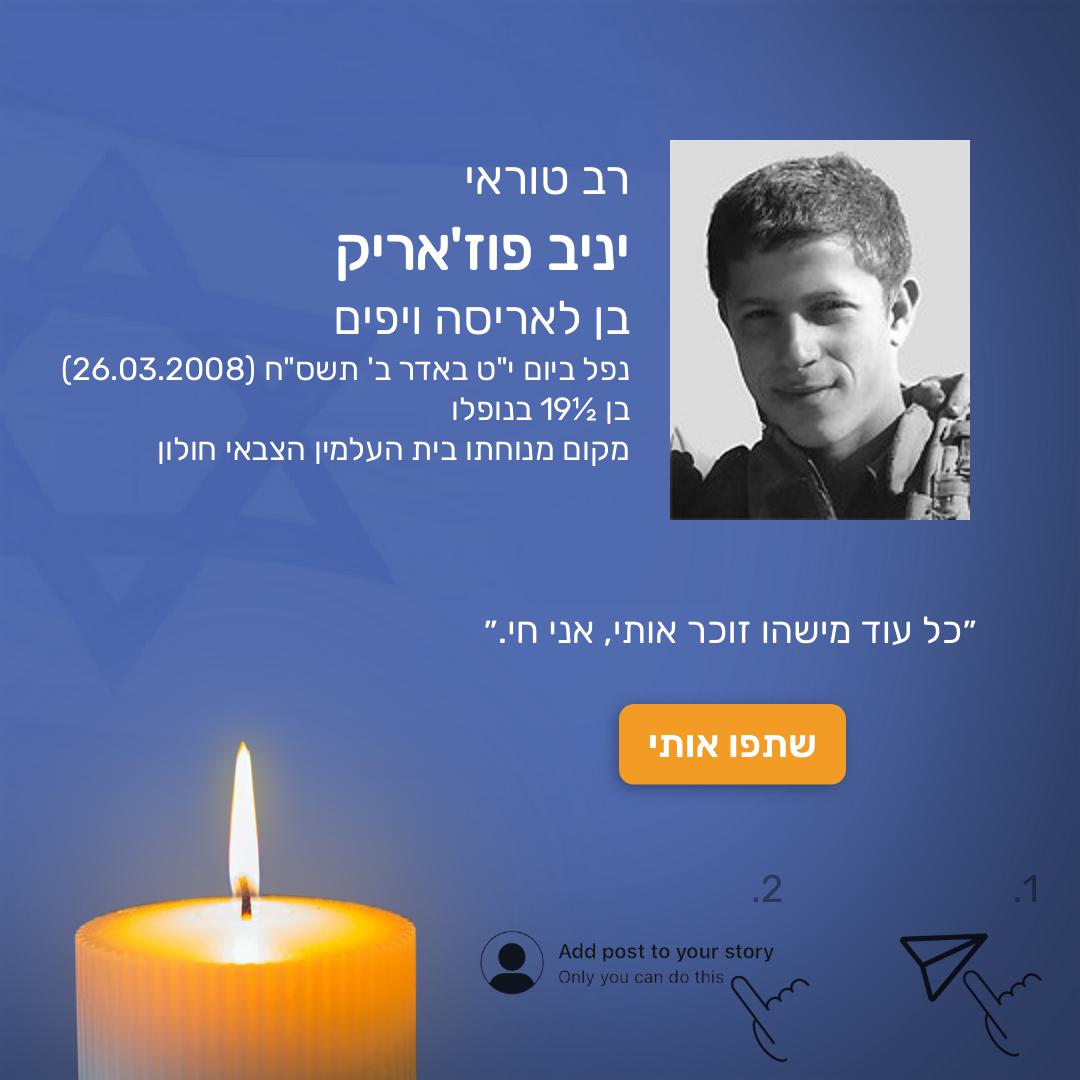 רב טוראי
יניב פוז'אריק
בן לאריסה ויפים
נפל ביום י"ט באדר ב' תשס"ח (26.03.2008)
בן 19½ בנופלו
מקום מנוחתו בית העלמין הצבאי חולון
״כל עוד מישהו זוכר אותי, אני חי.״
שתפו אותי
1.
2.
Add post to your story
Only you can do this